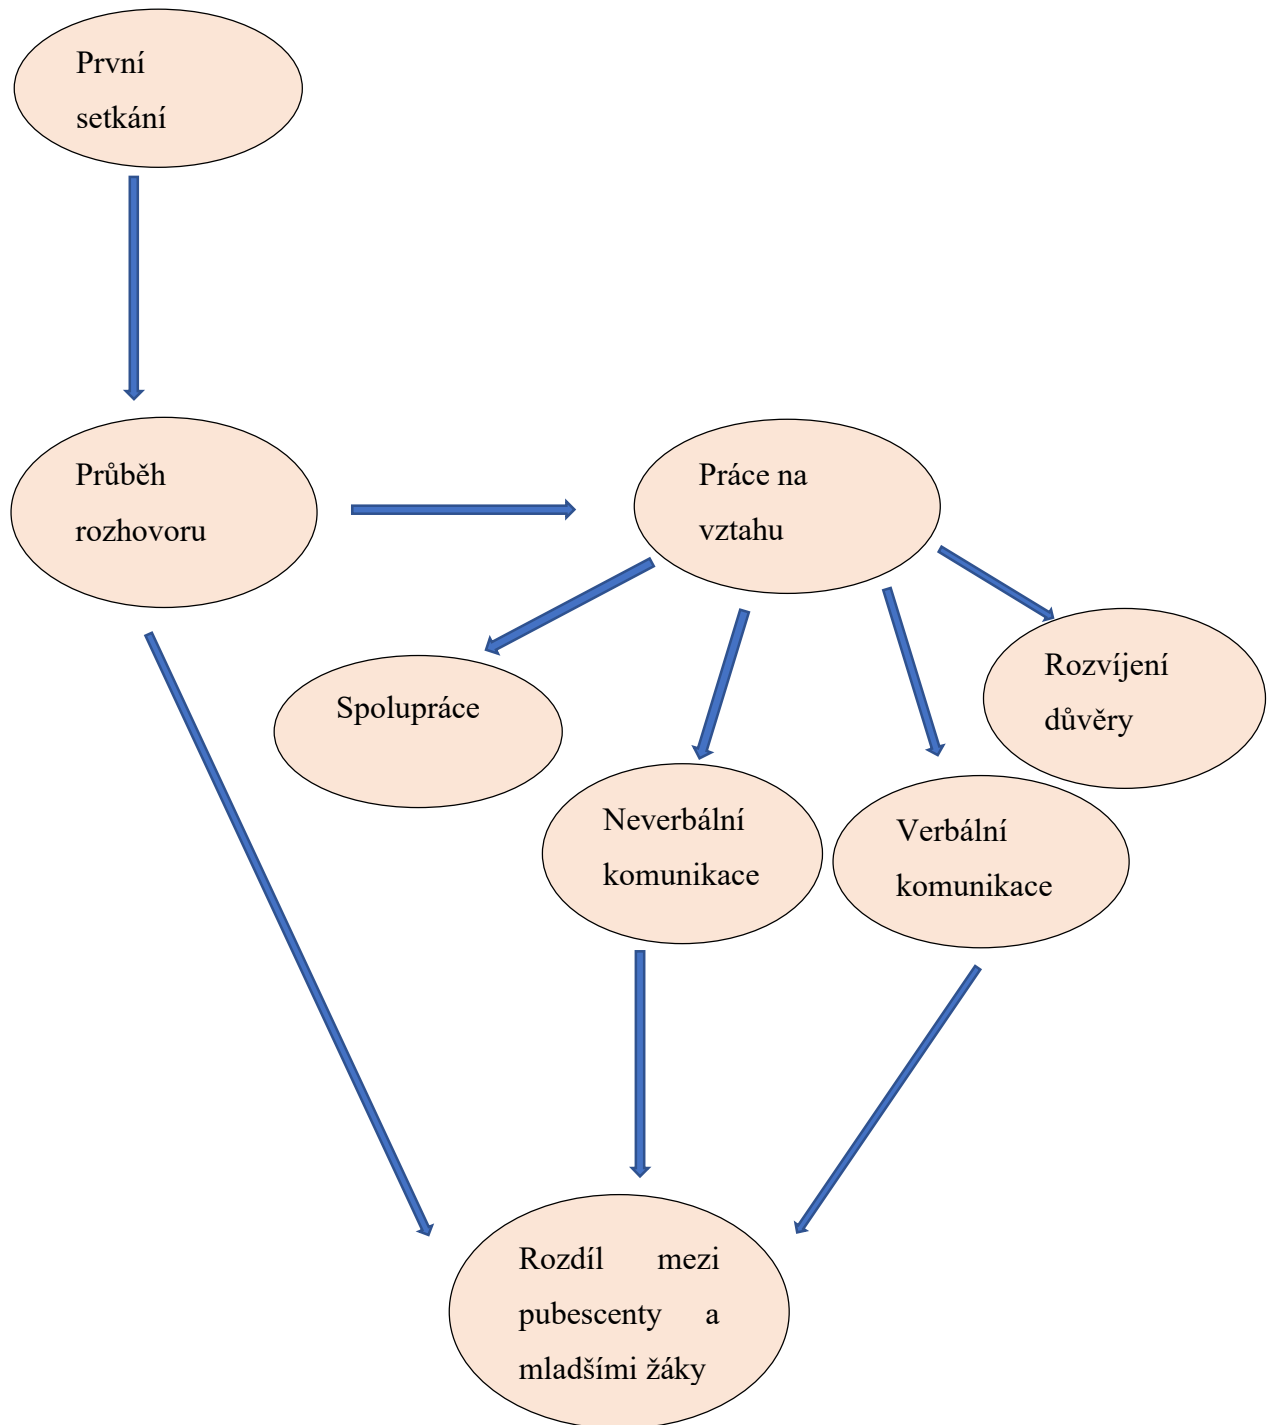 První
setkání
Průběh
rozhovoru
Práce na
vztahu
Spolupráce
Neverbální
komunikace
Verbální
komunikace
Rozvíjení
důvěry
Rozdíl mezi
pubescenty a
mladšími žáky